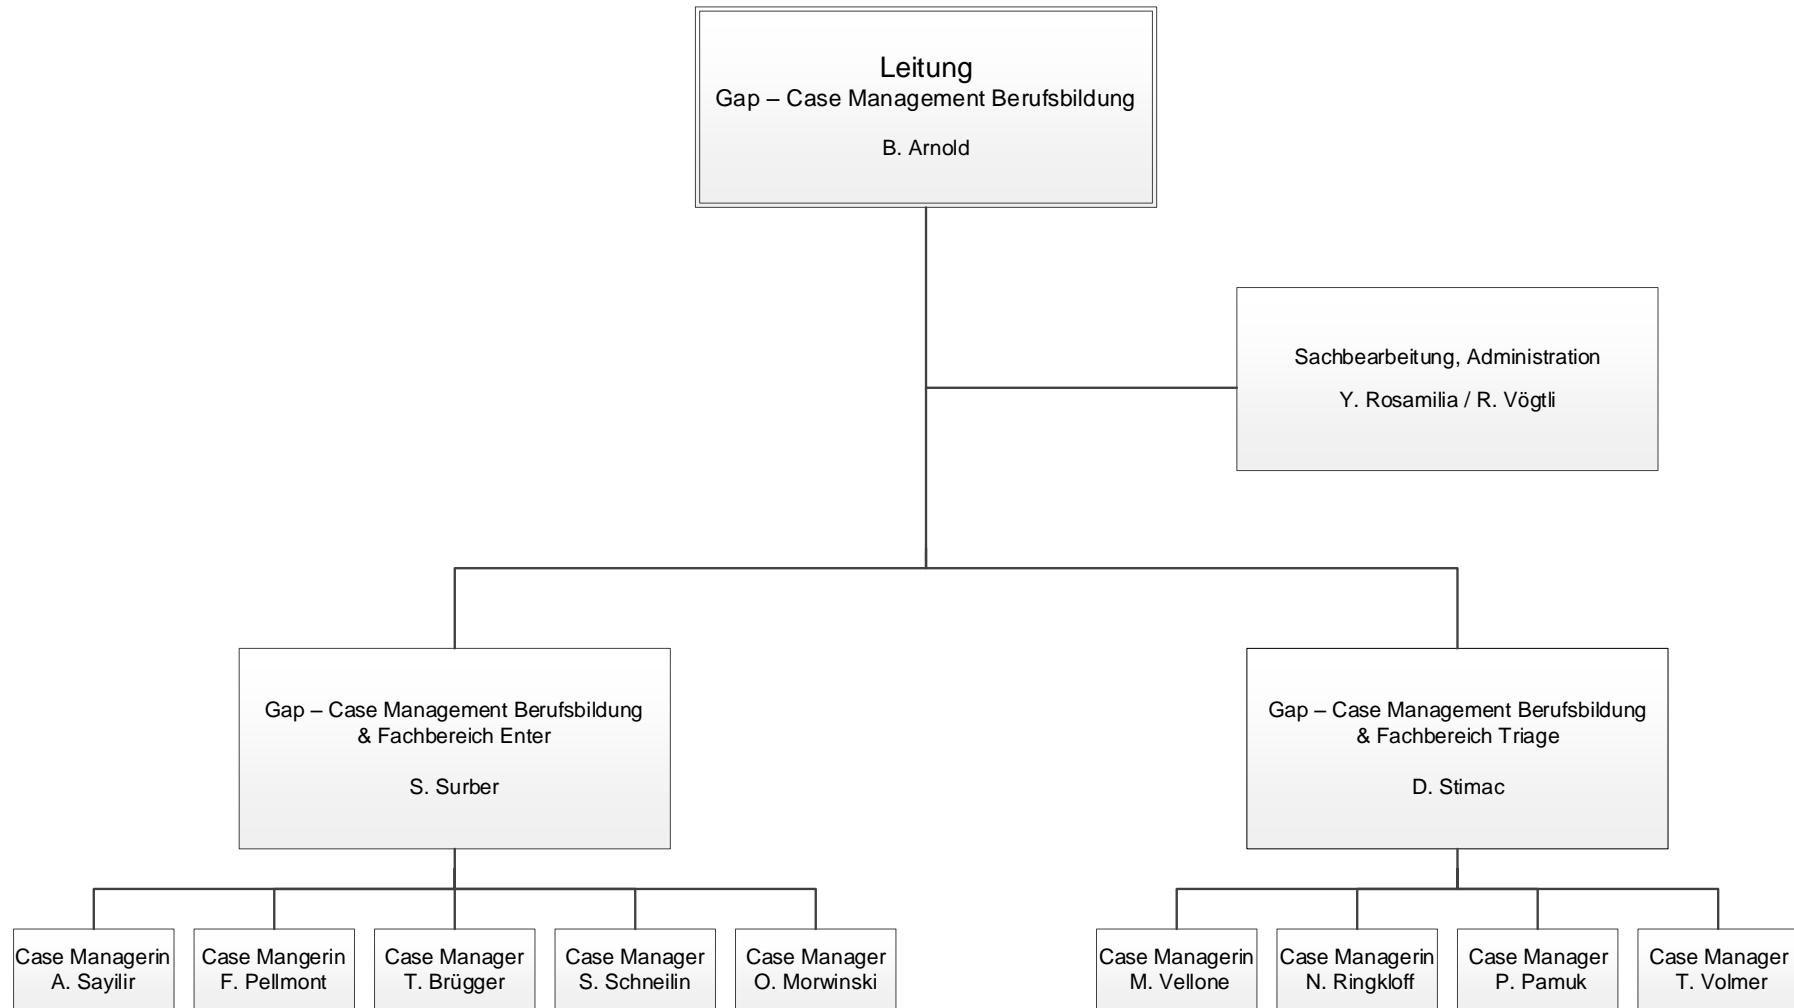 Leitung
Gap – Case Management Berufsbildung
B. Arnold
Sachbearbeitung, Administration
Y. Rosamilia / R. Vögtli
Gap – Case Management Berufsbildung
& Fachbereich Enter
S. Surber
Gap – Case Management Berufsbildung
& Fachbereich Triage
D. Stimac
Case Managerin
A. Sayilir
Case Mangerin
F. Pellmont
Case Manager
T. Brügger
Case Manager
S. Schneilin
Case Manager
O. Morwinski
Case Managerin
M. Vellone
Case Managerin
N. Ringkloff
Case Manager
P. Pamuk
Case Manager
T. Volmer